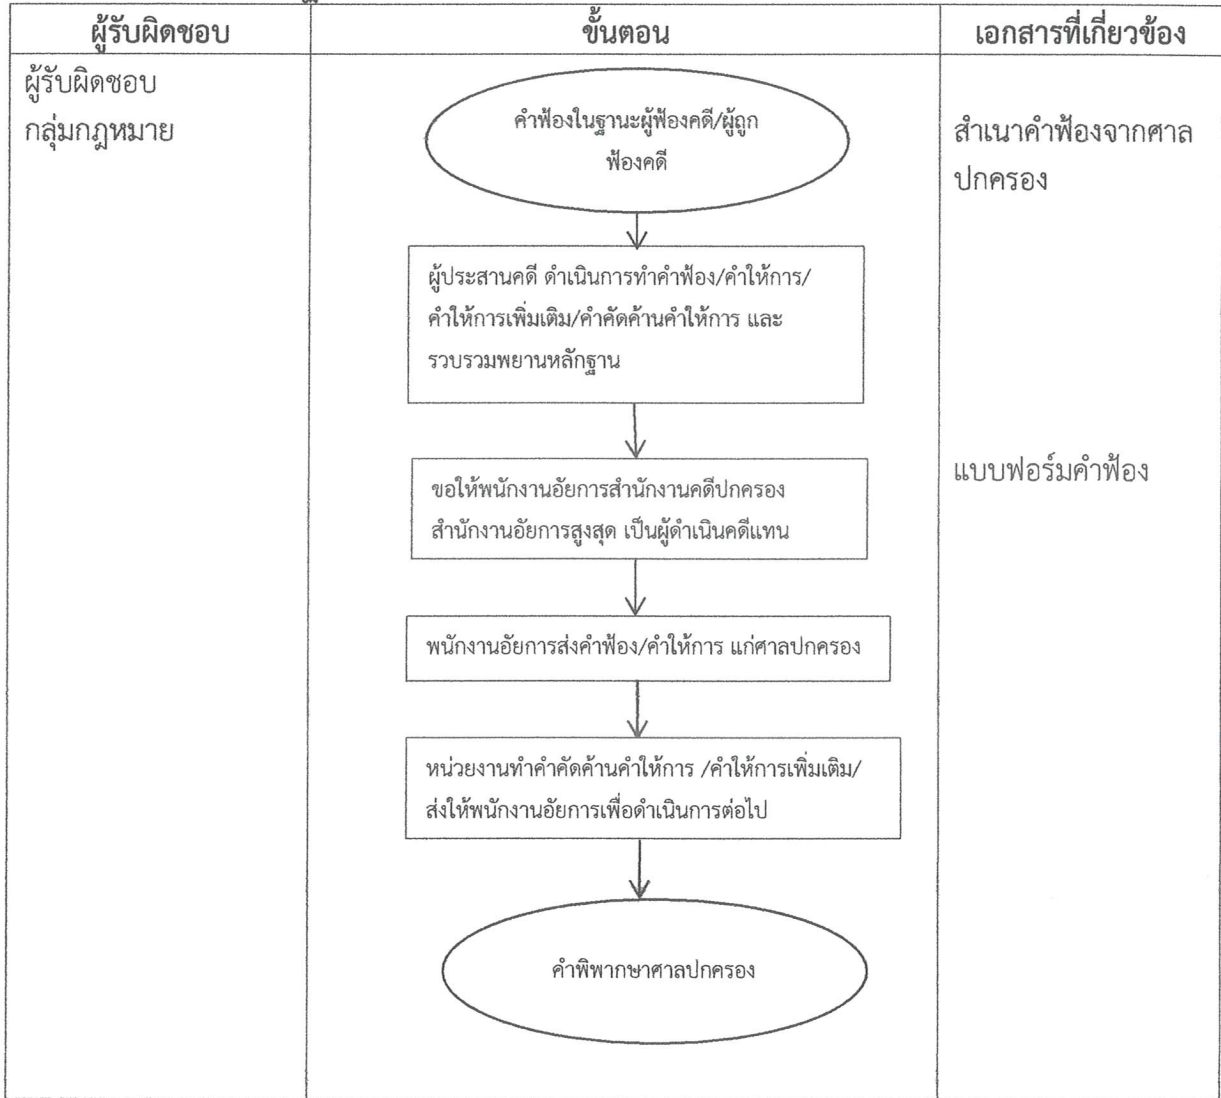 ผู้รับผิดชอบ
ขั้นตอน
เอกสารที่เกี่ยวข้อง
ผู้รับผิดชอบ
กลุ่มกฎหมาย
คำฟ้องในฐานะผู้ฟ้องคดี/ผู้ถูก
ฟ้องคดี
สำเนาคำฟ้องจากศาล
ปกครอง
ผู้ประสานคดี ดำเนินการทำคำฟ้อง/คำให้การ/
คำให้การเพิ่มเติม/คำคัดค้านคำให้การ และ
รวบรวมพยานหลักฐาน
ขอให้พนักงานอัยการสำนักงานคดีปกครอง
สำนักงานอัยการสูงสุด เป็นผู้ดำเนินคดีแทน
แบบฟอร์มคำฟ้อง
พนักงานอัยการส่งคำฟ้อง/คำให้การ แก่ศาลปกครอง
หน่วยงานทำคำคัดค้านคำให้การ /คำให้การเพิ่มเติม/
ส่งให้พนักงานอัยการเพื่อดำเนินการต่อไป
คำพิพากษาศาลปกครอง